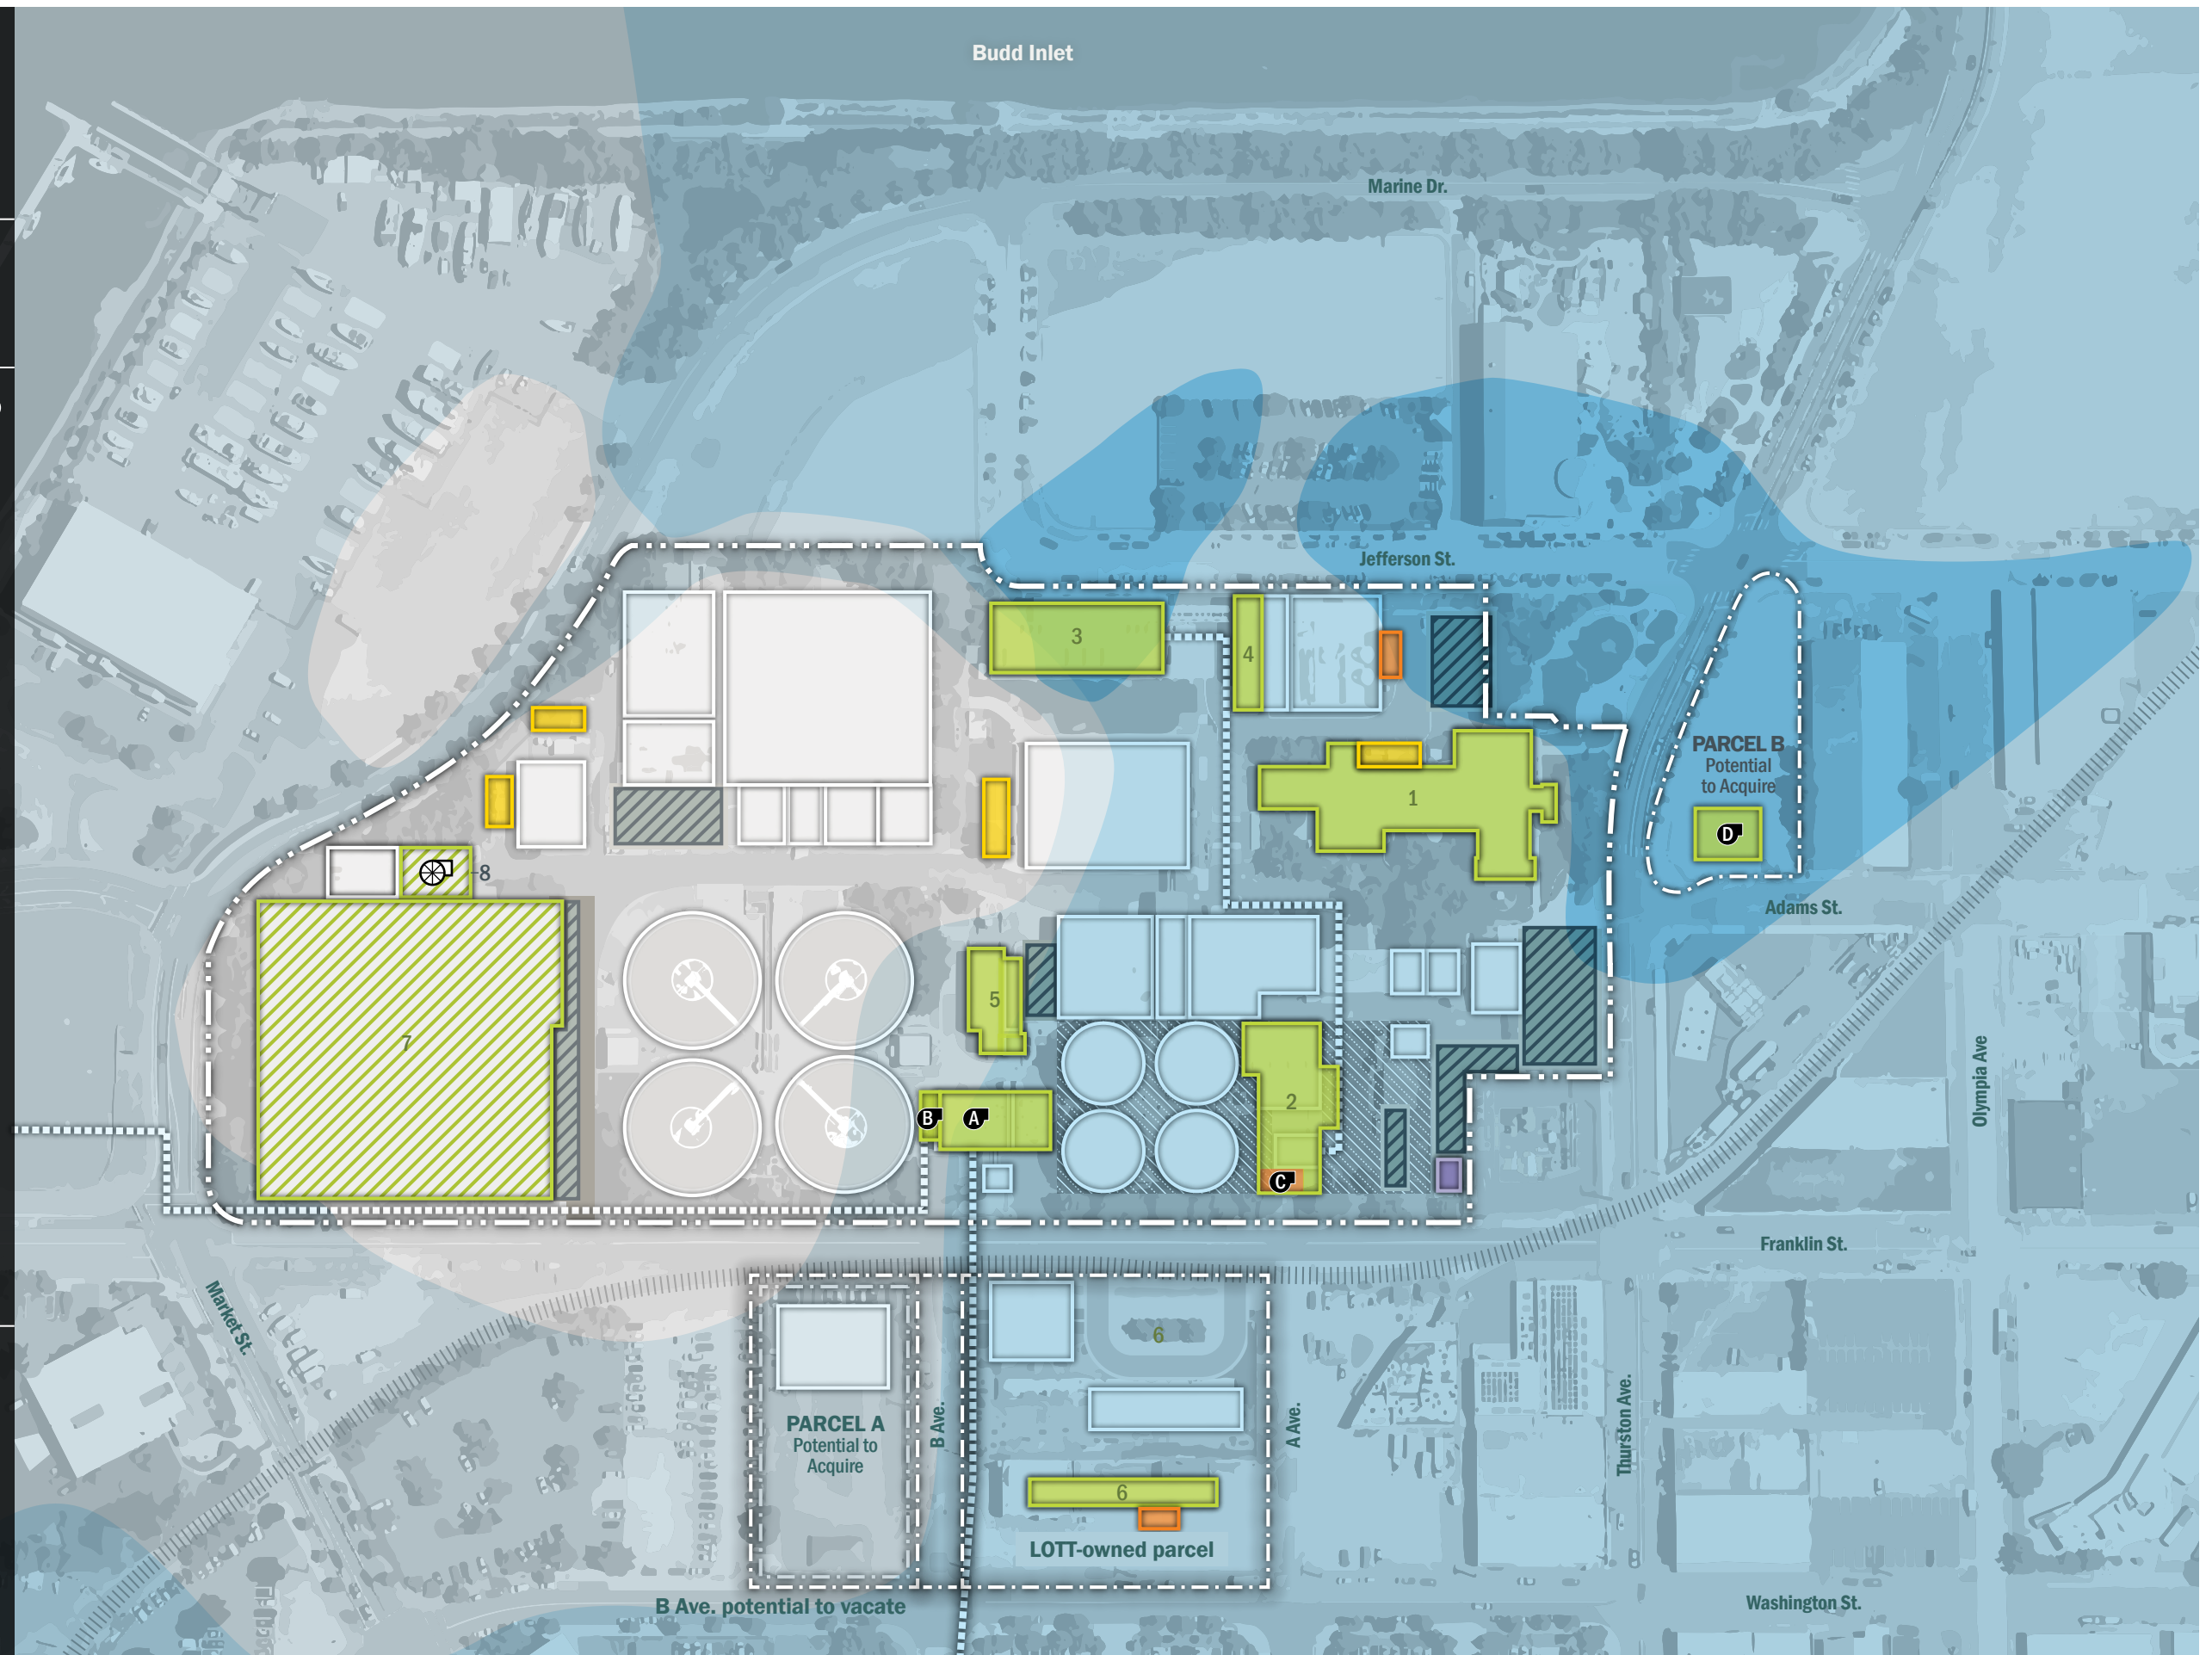 Budd Inlet
Marine Dr.
Jefferson St.
3
4
PARCEL B
Potential
to Acquire
1
D
8
Adams St.
5
7
Olympia Ave
2
B
A
C
Franklin St.
Market St.
6
PARCEL A
Potential to
Acquire
B Ave.
A Ave.
Thurston Ave.
6
LOTT-owned parcel
B Ave. potential to vacate
Washington St.